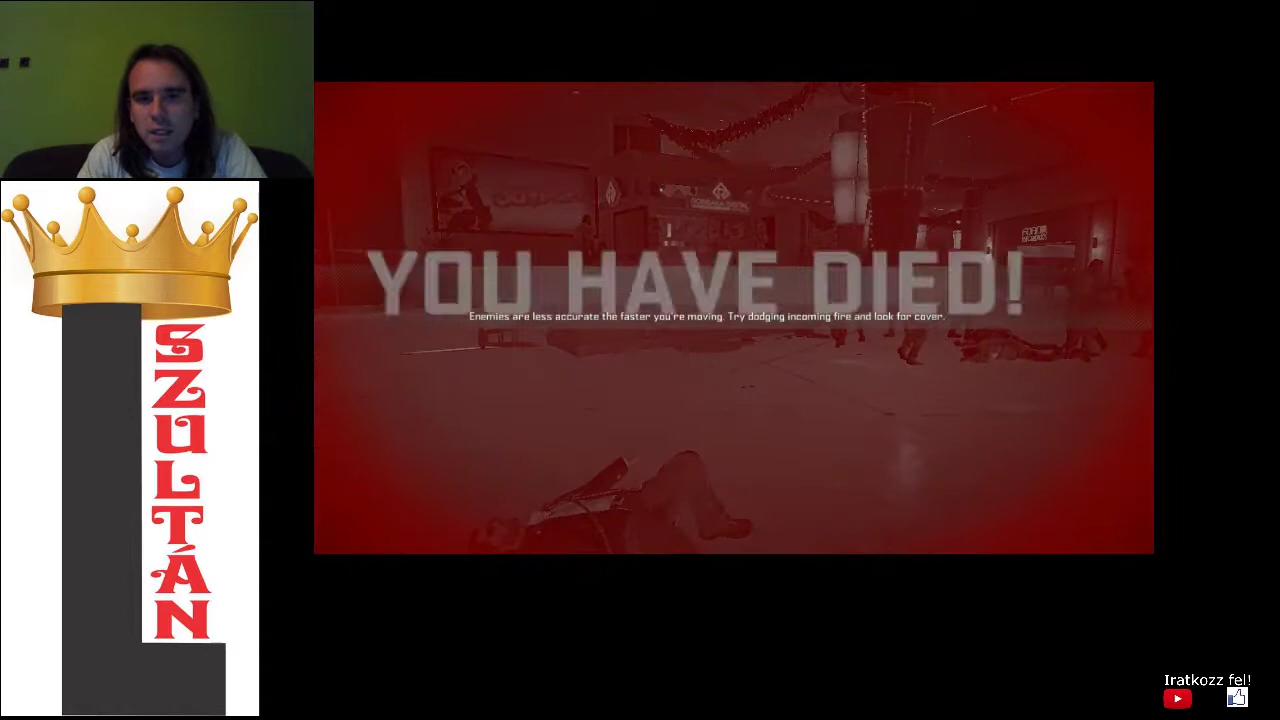 YOU HAVE DIED!
Enemies are less accurate the faster you're moving. Try dodging incoming fire and look for cover.
L
SZULTÁN
Iratkozz fel!